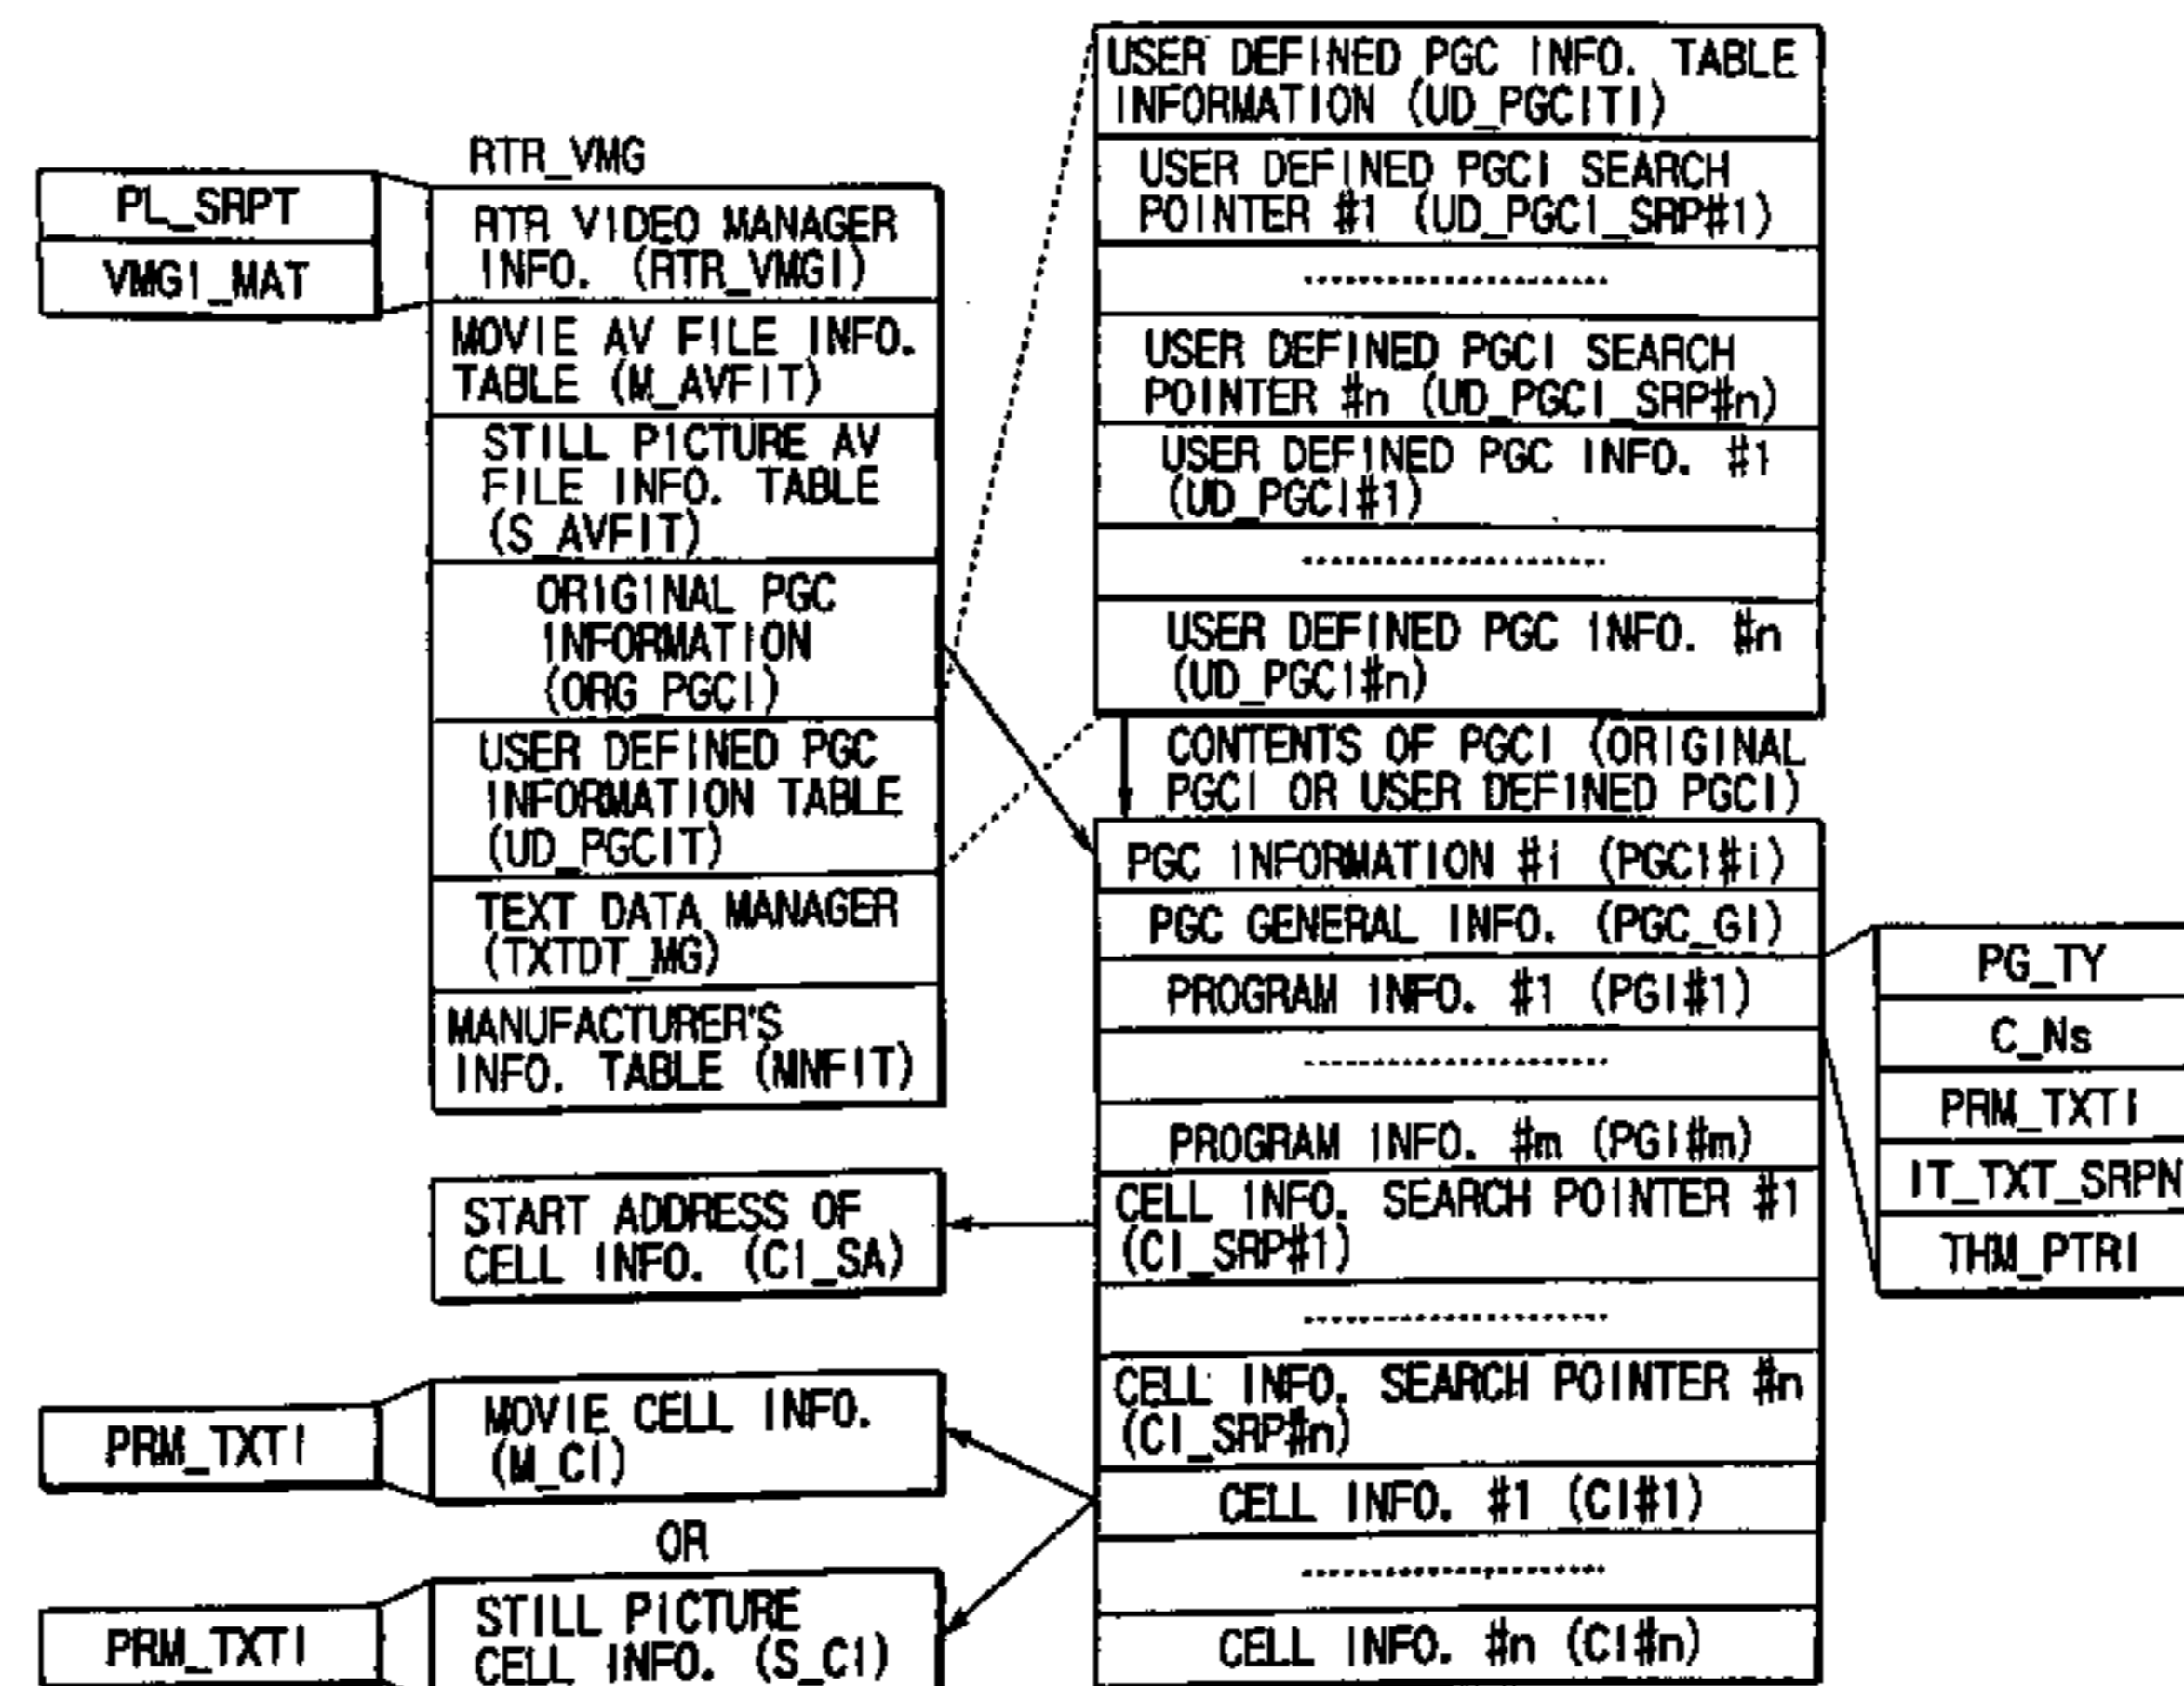 RTR_VMG
PL_SRPT
VMGI_MAT
RTR VIDEO MANAGER
INFO. (RTR_VMGI)
MOVIE AV FILE INFO.
TABLE (M_AVFIT)
STILL PICTURE AV
FILE INFO. TABLE
(S_AVFIT)
ORIGINAL PGC
INFORMATION
(ORG_PGCI)
USER DEFINED PGC
INFORMATION TABLE
(UD_PGCIT)
TEXT DATA MANAGER
(TXTDT_MG)
MANUFACTURER'S
INFO. TABLE (MNFIT)
USER DEFINED PGC INFO. TABLE
INFORMATION (UD_PGCITI)
USER DEFINED PGCI SEARCH
POINTER #1 (UD_PGCI_SRP#1)
USER DEFINED PGCI SEARCH
POINTER #n (UD_PGCI_SRP#n)
USER DEFINED PGC INFO. #1
(UD_PGCI#1)
USER DEFINED PGC INFO. #n
(UD_PGCI#n)
CONTENTS OF PGCI (ORIGINAL
PGCI OR USER DEFINED PGCI)
PGC INFORMATION #i (PGCI#i)
PGC GENERAL INFO. (PGC_GI)
PROGRAM INFO. #1 (PGI#1)
PROGRAM INFO. #m (PGI#m)
CELL INFO. SEARCH POINTER #1
(CI_SRP#1)
CELL INFO. SEARCH POINTER #n
(CI_SRP#n)
CELL INFO. #1 (CI#1)
CELL INFO. #n (CI#n)
PG_TY
C_Ns
PRM_TXTI
IT_TXT_SRPN
THM_PTRI
START ADDRESS OF
CELL INFO. (CI_SA)
PRM_TXTI
MOVIE CELL INFO.
(M_CI)
OR
PRM_TXTI
STILL PICTURE
CELL INFO. (S_CI)